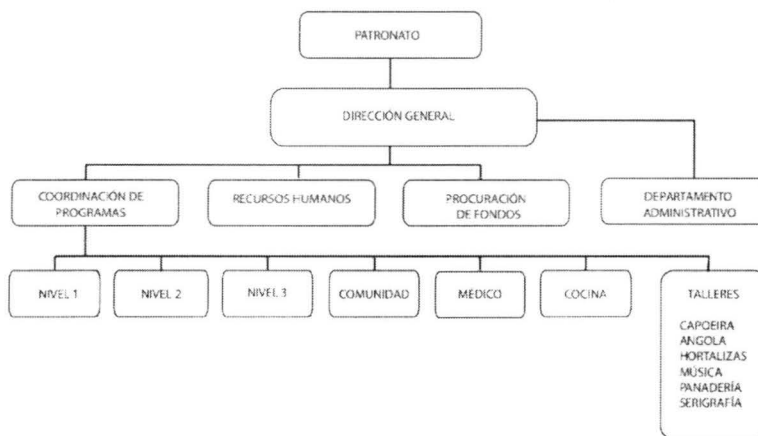 PATRONATO
DIRECCIÓN GENERAL
COORDINACIÓN DE
PROGRAMAS
RECURSOS HUMANOS
PROCURACIÓN
DE FONDOS
DEPARTAMENTO
ADMINISTRATIVO
NIVEL 1
NIVEL 2
NIVEL 3
COMUNIDAD
MÉDICO
COCINA
TALLERES
CAPOEIRA
ANGOLA
HORTALIZAS
MÚSICA
PANADERÍA
SERIGRAFÍA